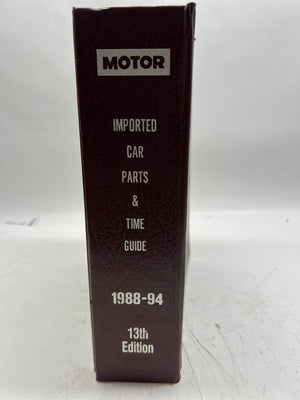 MOTOR
IMPORTED
CAR
PARTS
&
TIME
GUIDE
1988-94
13th
Edition